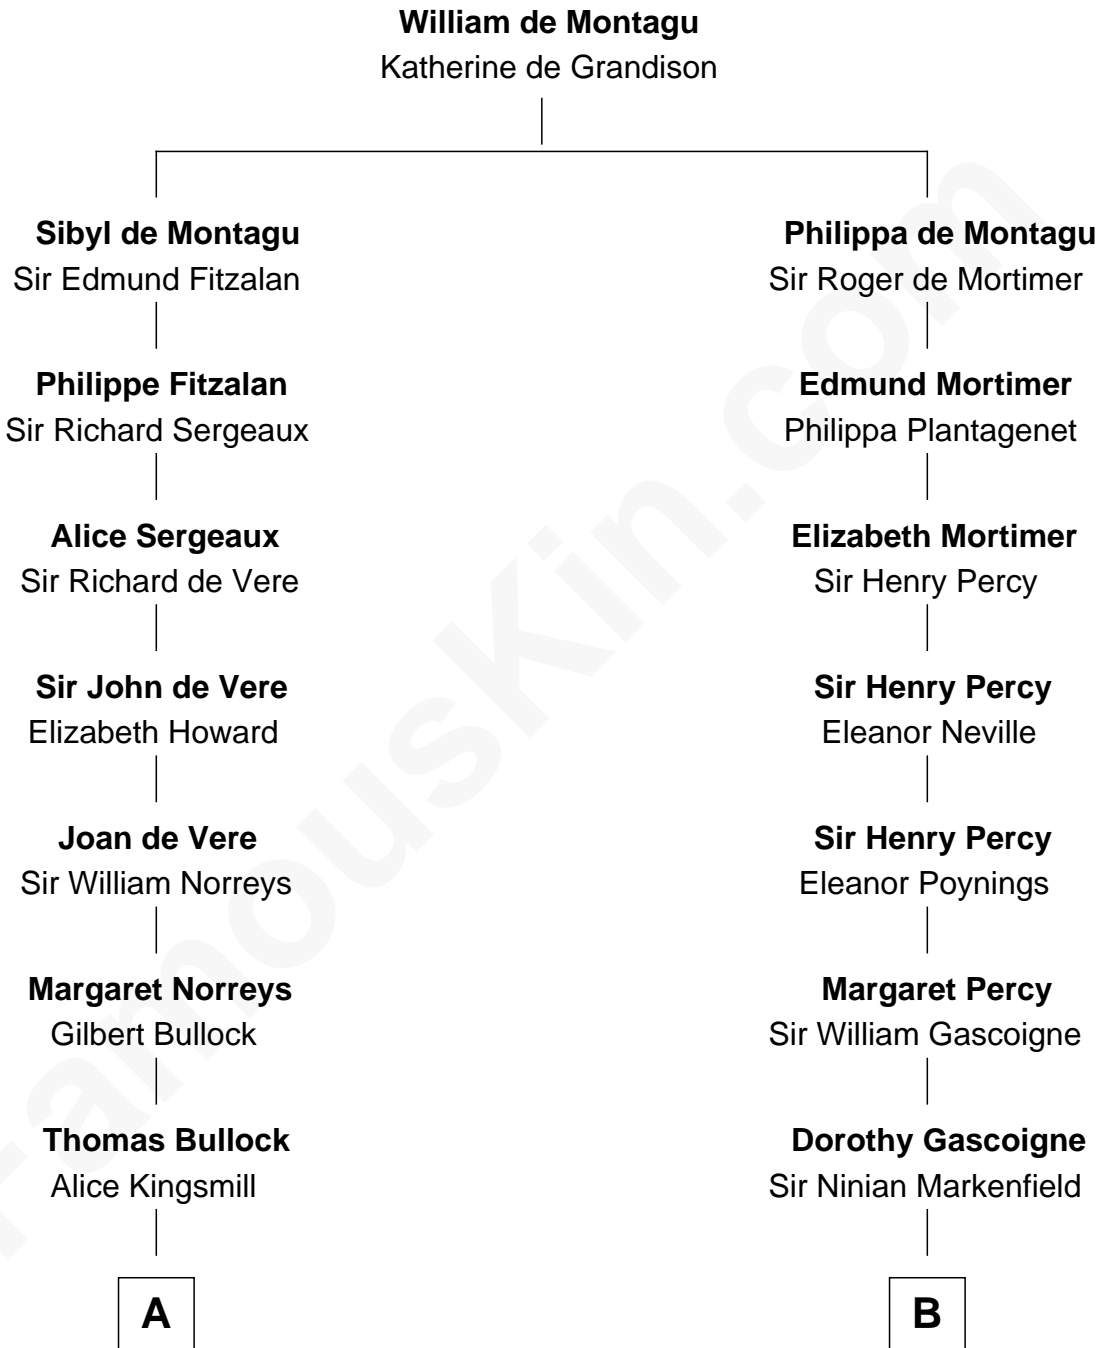 William de Montagu
Katherine de Grandison
Sibyl de Montagu
Sir Edmund Fitzalan
Philippa de Montagu
Sir Roger de Mortimer
Philippe Fitzalan
Sir Richard Sergeaux
Edmund Mortimer
Philippa Plantagenet
Alice Sergeaux
Sir Richard de Vere
Elizabeth Mortimer
Sir Henry Percy
Sir John de Vere
Elizabeth Howard
Sir Henry Percy
Eleanor Neville
Joan de Vere
Sir William Norreys
Sir Henry Percy
Eleanor Poynings
Margaret Norreys
Gilbert Bullock
Margaret Percy
Sir William Gascoigne
Thomas Bullock
Alice Kingsmill
Dorothy Gascoigne
Sir Ninian Markenfield
A
B
FamousKin.com